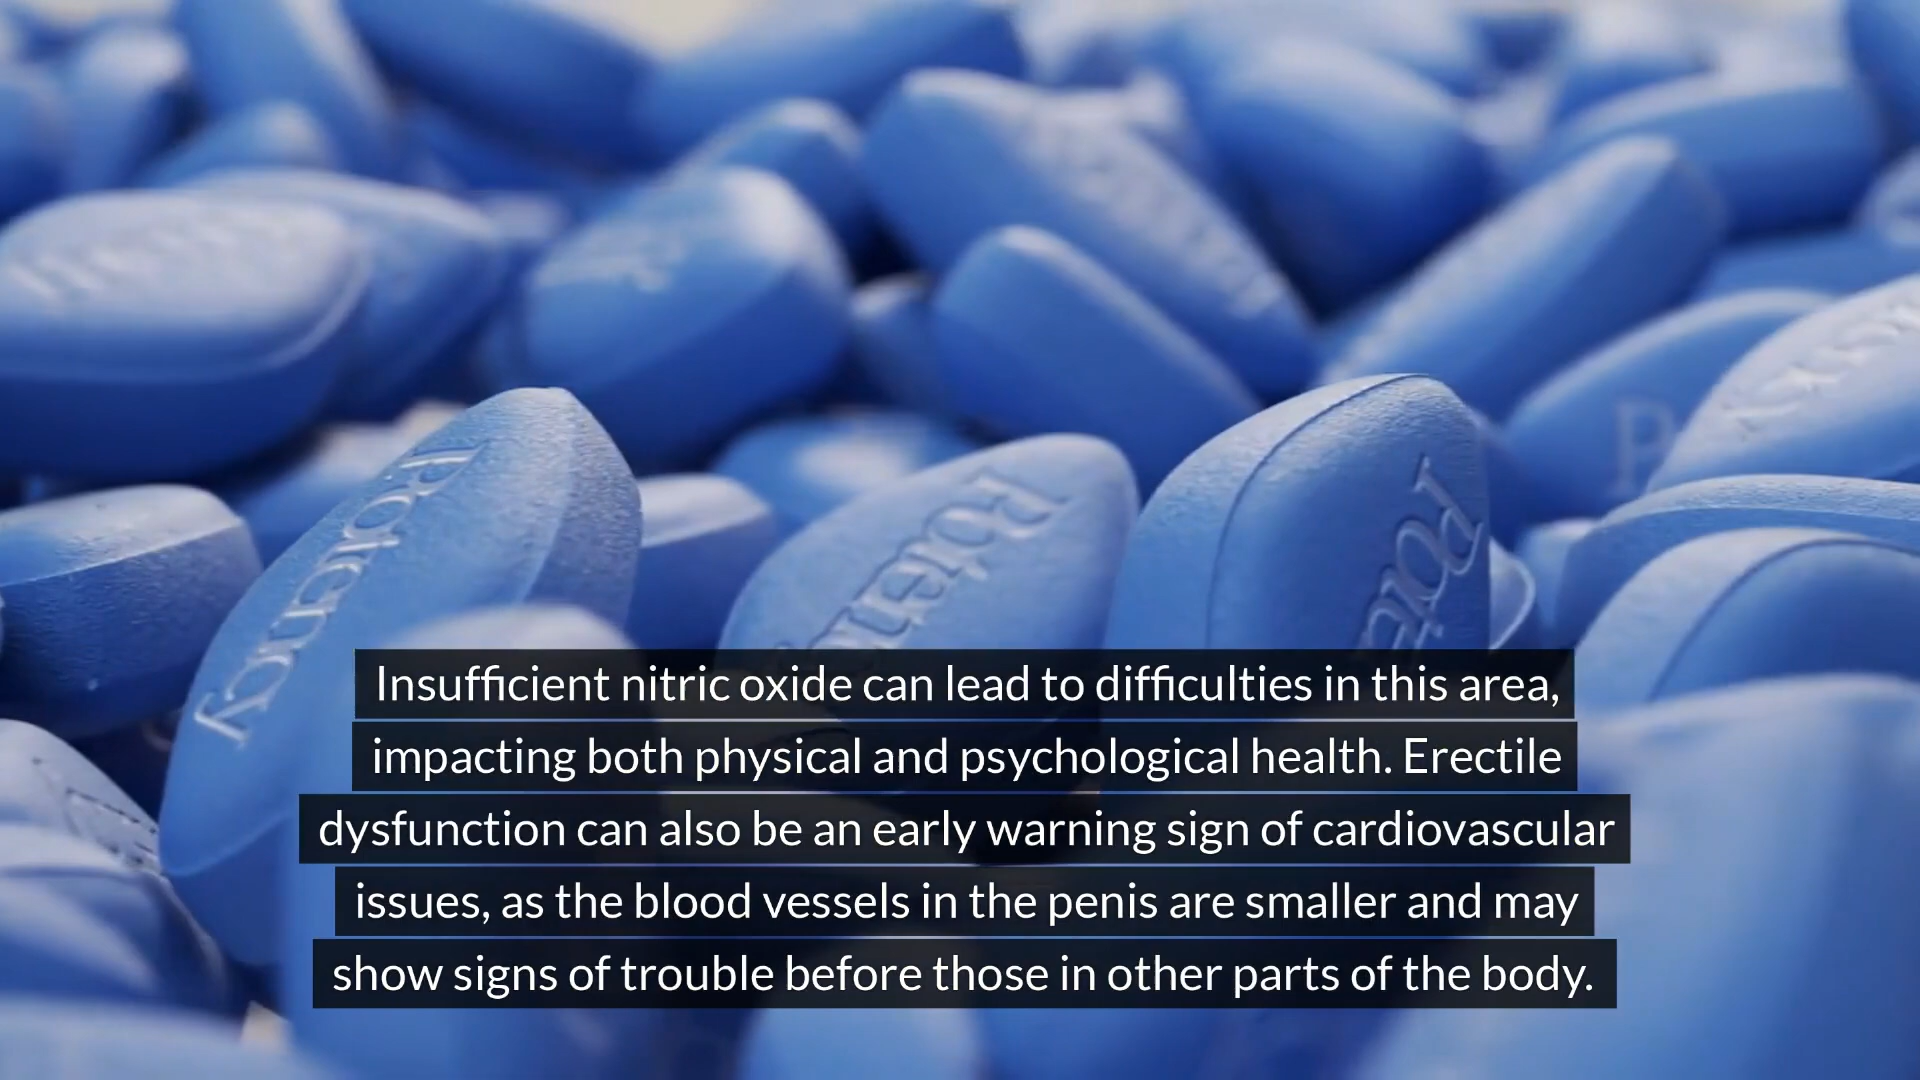 Potency
Insufficient nitric oxide can lead to difficulties in this area,
impacting both physical and psychological health. Erectile
dysfunction can also be an early warning sign of cardiovascular
issues, as the blood vessels in the penis are smaller and may
show signs of trouble before those in other parts of the body.